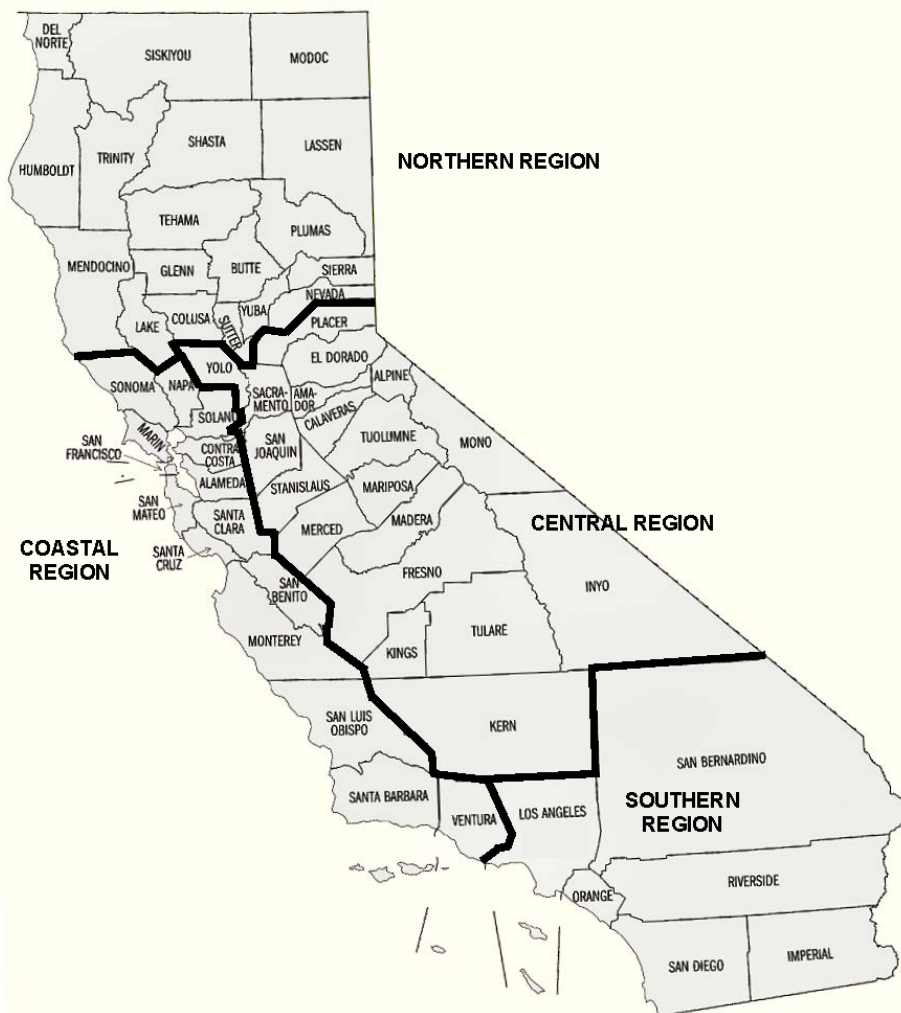 DEL
NORTE
SISKIYOU
MODOC
HUMBOLDT
TRINITY
SHASTA
LASSEN
NORTHERN REGION
TEHAMA
PLUMAS
MENDOCINO
GLENN
BUTTE
SIERRA
NEVADA
LAKE
COLUSA
SUTTER
YUBA
PLACER
YOLO
EL DORADO
SONOMA
NAPA
SACRA-
MENTO
AMA-
DOR
ALPINE
SOLANO
CALAVERAS
MARIN
SAN
FRANCISCO
CONTRA
COSTA
SAN
JOAQUIN
TUOLUMNE
MONO
ALAMEDA
STANISLAUS
MARIPOSA
SAN
MATEO
SANTA
CLARA
MERCED
MADERA
CENTRAL REGION
COASTAL
REGION
SANTA
CRUZ
SAN
BENITO
FRESNO
INYO
MONTEREY
KINGS
TULARE
SAN LUIS
OBISPO
KERN
SAN BERNARDINO
SANTA BARBARA
VENTURA
LOS ANGELES
SOUTHERN
REGION
ORANGE
RIVERSIDE
SAN DIEGO
IMPERIAL